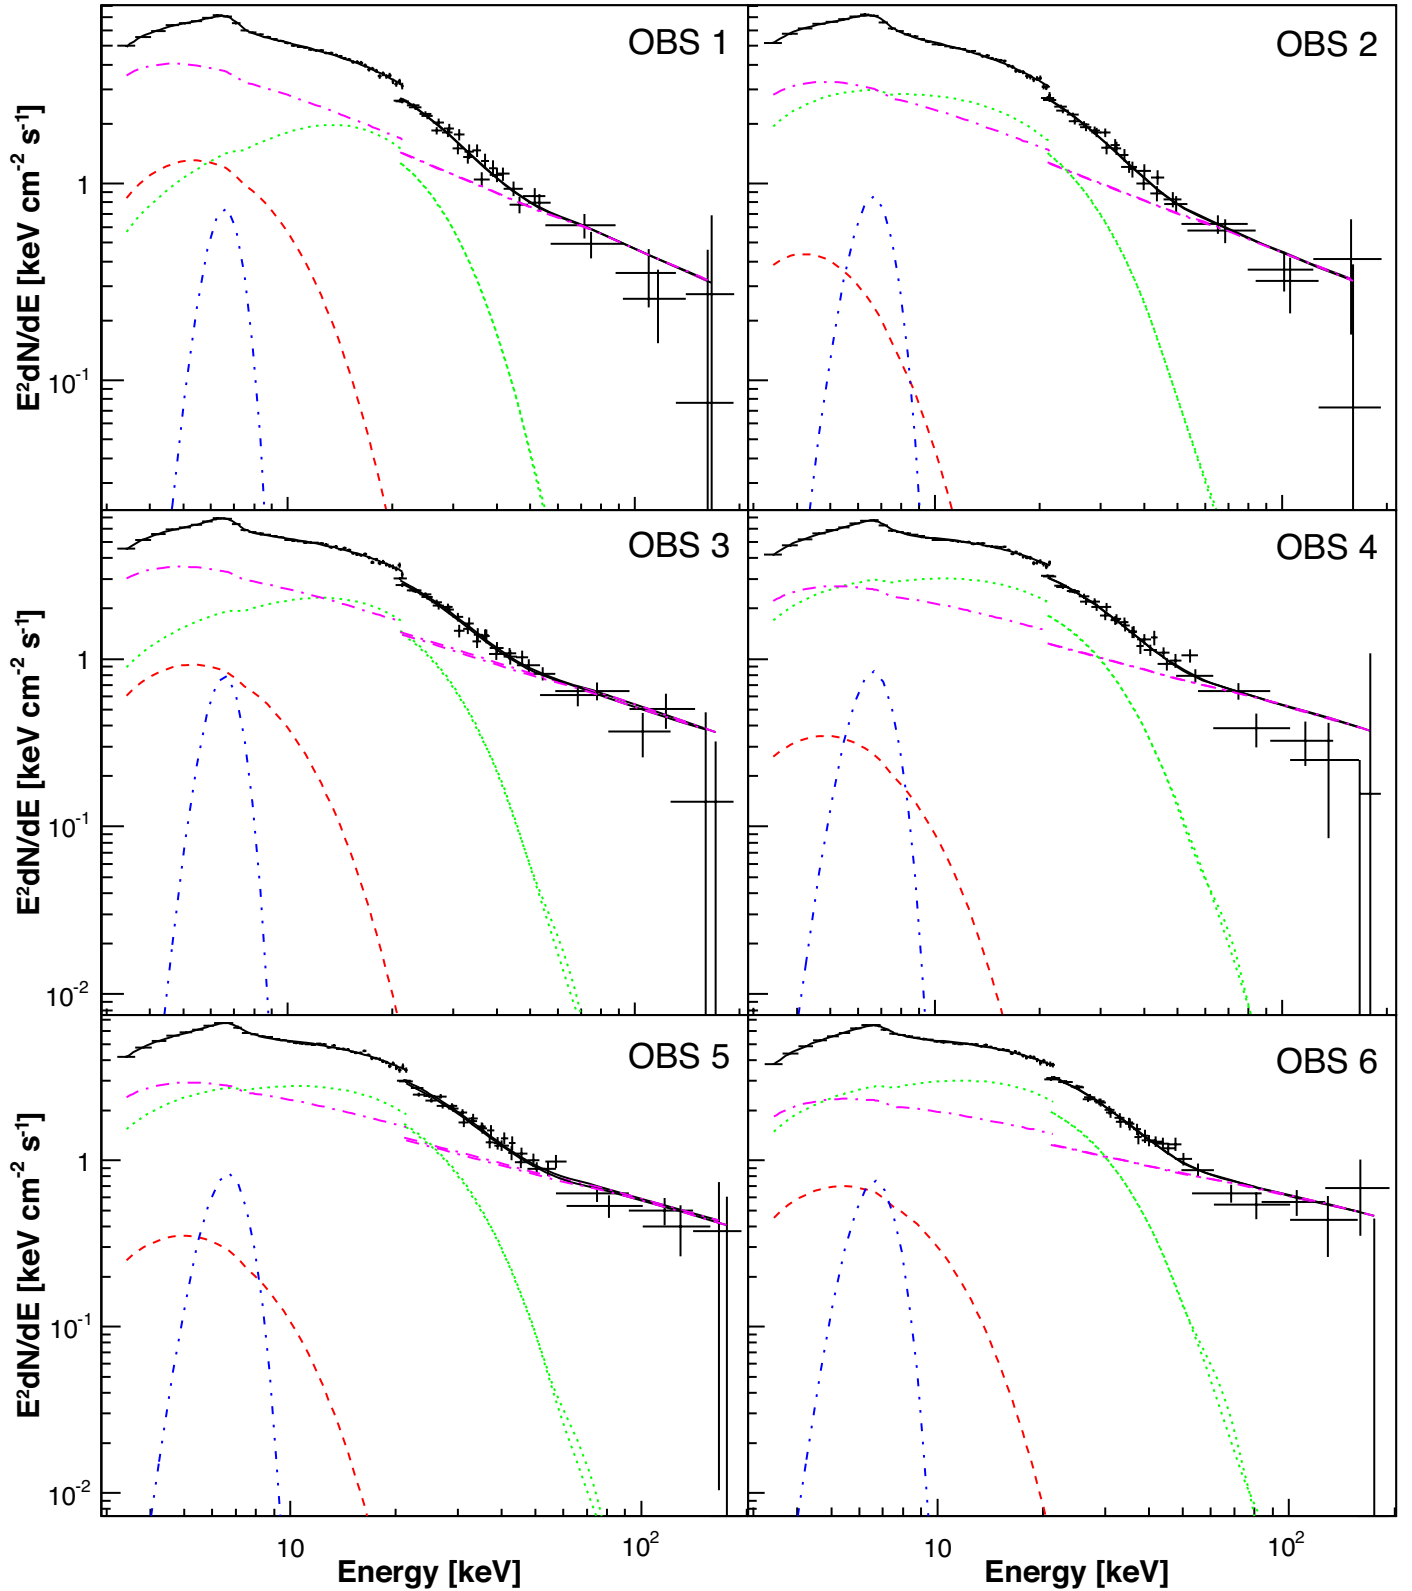 OBS 1
OBS 2
E²dN/dE [keV cm⁻² s⁻¹]
1
10⁻¹
OBS 3
OBS 4
E²dN/dE [keV cm⁻² s⁻¹]
1
10⁻¹
10⁻²
OBS 5
OBS 6
E²dN/dE [keV cm⁻² s⁻¹]
1
10⁻¹
10⁻²
10
10²
10
10²
Energy [keV]
Energy [keV]